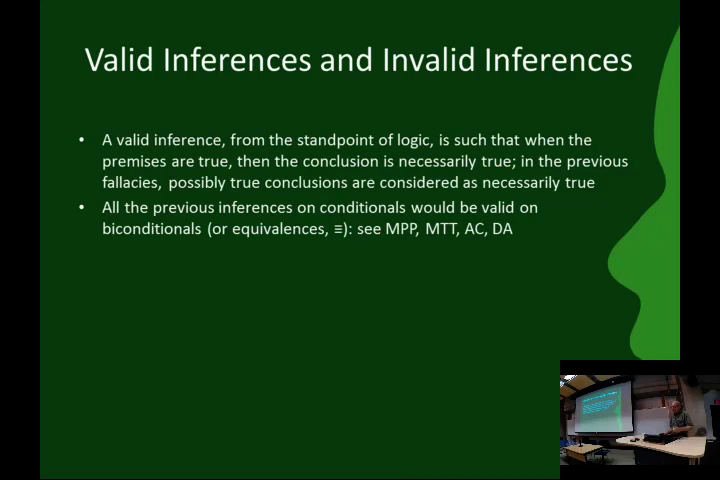 Valid Inferences and Invalid Inferences
• A valid inference, from the standpoint of logic, is such that when the
premises are true, then the conclusion is necessarily true; in the previous
fallacies, possibly true conclusions are considered as necessarily true
• All the previous inferences on conditionals would be valid on
biconditionals (or equivalences, ≡): see MPP, MTT, AC, DA